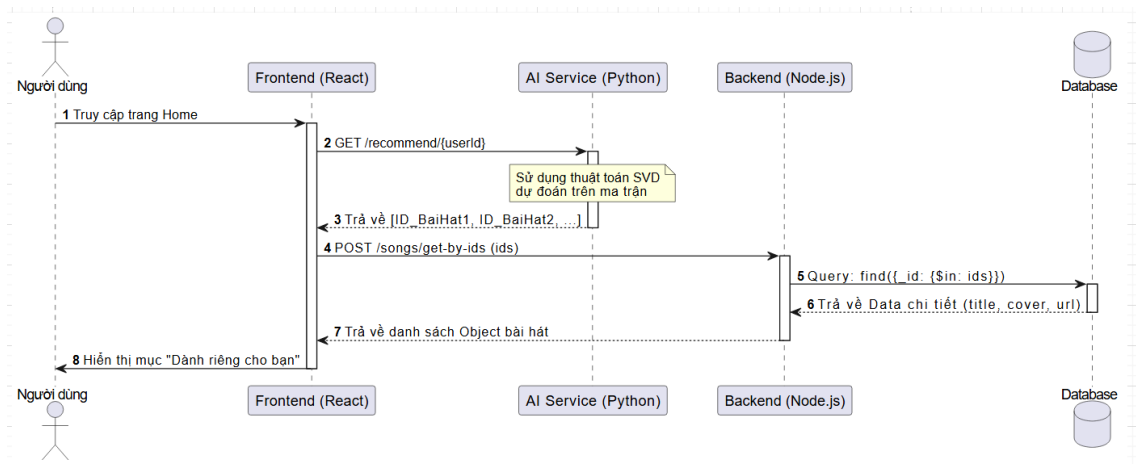 Người dùng
Frontend (React)
AI Service (Python)
Backend (Node.js)
Database
1 Truy cập trang Home
2 GET /recommend/{userId}
Sử dụng thuật toán SVD
dự đoán trên ma trận
3 Trả về [ID_BaiHat1, ID_BaiHat2, ...]
4 POST /songs/get-by-ids (ids)
5 Query: find({_id: {$in: ids}})
6 Trả về Data chi tiết (title, cover, url)
7 Trả về danh sách Object bài hát
8 Hiển thị mục "Dành riêng cho bạn"
Người dùng
Frontend (React)
AI Service (Python)
Backend (Node.js)
Database